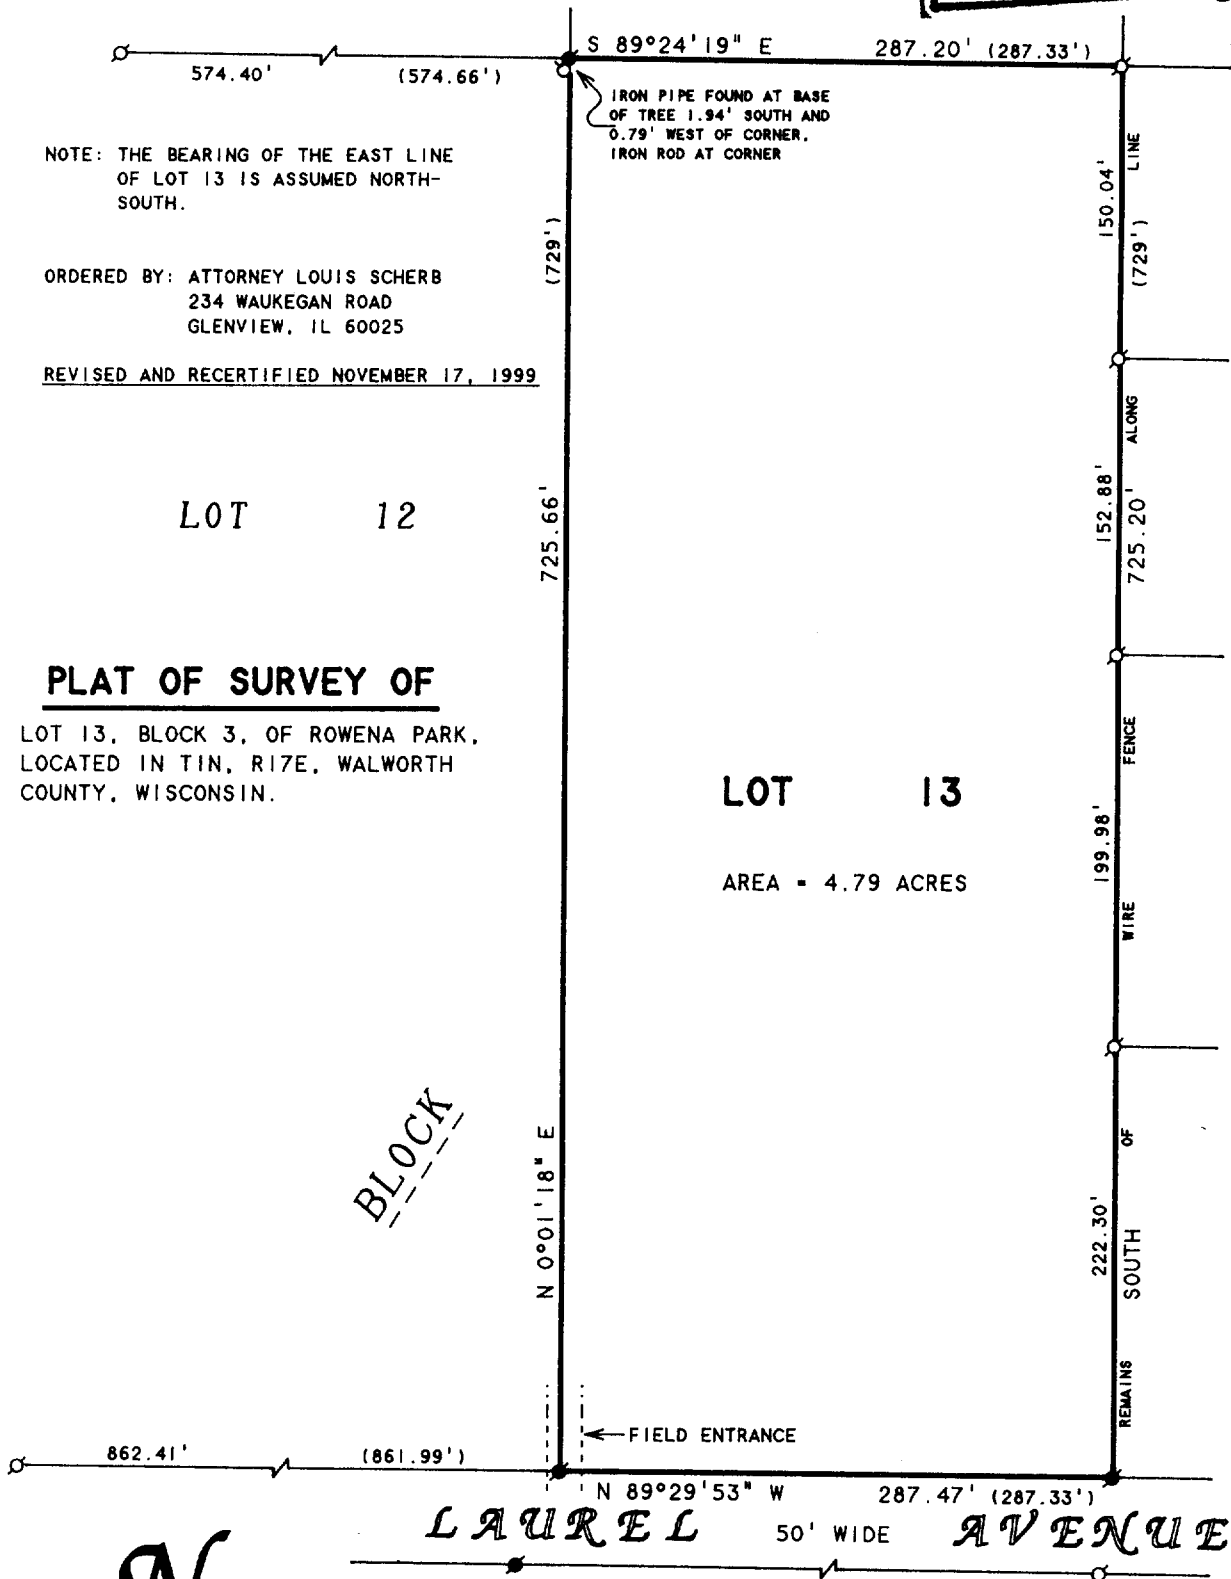 S 89°24'19" E 287.20' (287.33')
574.40' (574.66')
IRON PIPE FOUND AT BASE
OF TREE 1.94' SOUTH AND
0.79' WEST OF CORNER.
IRON ROD AT CORNER
NOTE: THE BEARING OF THE EAST LINE
OF LOT 13 IS ASSUMED NORTH-
SOUTH.
ORDERED BY: ATTORNEY LOUIS SCHERB
234 WAUKEGAN ROAD
GLENVIEW, IL 60025
REVISED AND RECERTIFIED NOVEMBER 17, 1999
LOT 12
PLAT OF SURVEY OF
LOT 13, BLOCK 3, OF ROWENA PARK,
LOCATED IN T1N, R17E, WALWORTH
COUNTY, WISCONSIN.
(729')
725.66'
N 0°01'18" E
LOT 13
AREA = 4.79 ACRES
150.04'
152.88'
199.98'
222.30'
(729')
725.20'
SOUTH
REMAINS OF WIRE FENCE ALONG LINE
BLOCK
FIELD ENTRANCE
862.41' (861.99')
N 89°29'53" W 287.47' (287.33')
LAUREL 50' WIDE AVENUE
N